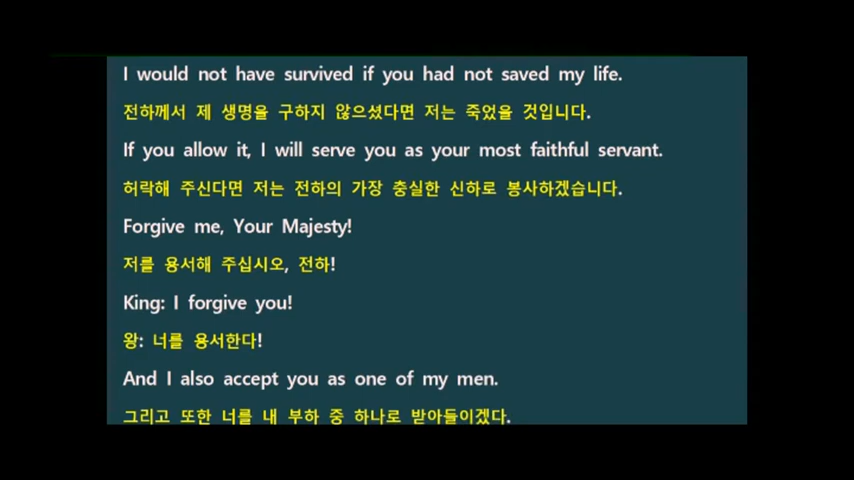 I would not have survived if you had not saved my life.
전하께서 제 생명을 구하지 않으셨다면 저는 죽었을 것입니다.
If you allow it, I will serve you as your most faithful servant.
허락해 주신다면 저는 전하의 가장 충실한 신하로 봉사하겠습니다.
Forgive me, Your Majesty!
저를 용서해 주십시오, 전하!
King: I forgive you!
왕: 너를 용서한다!
And I also accept you as one of my men.
그리고 또한 너를 내 부하 중 하나로 받아들이겠다.